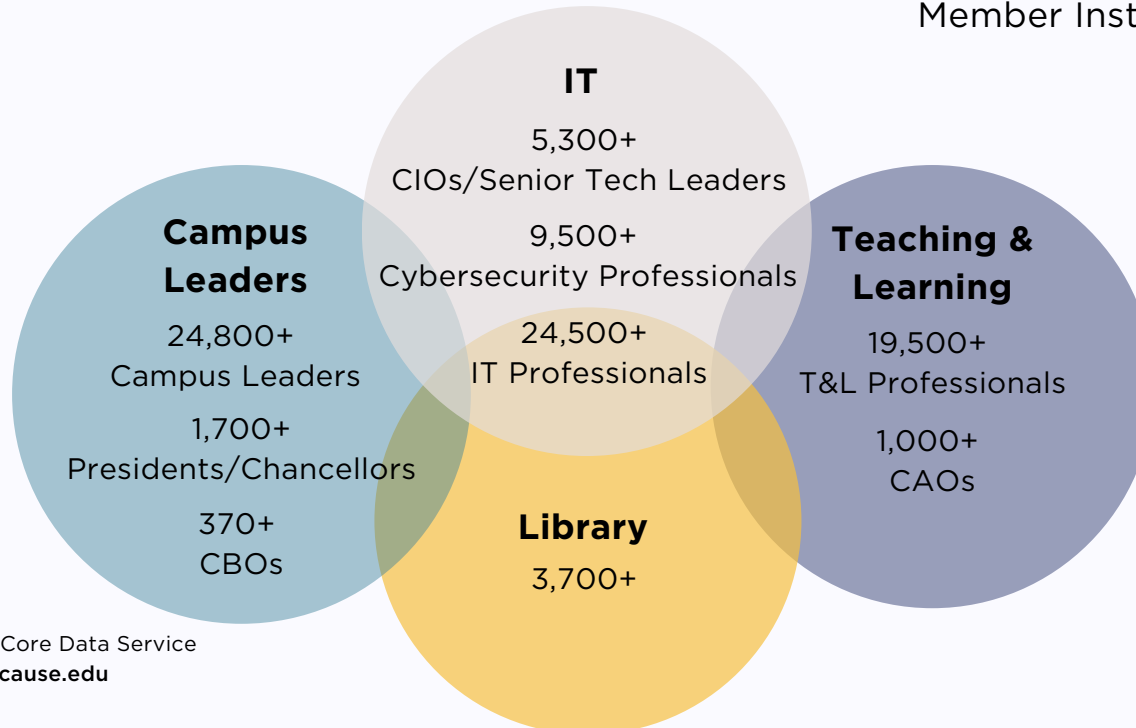 Member Inst
IT
5,300+
CIOs/Senior Tech Leaders
9,500+
Cybersecurity Professionals
24,500+
IT Professionals
Campus
Leaders
24,800+
Campus Leaders
1,700+
Presidents/Chancellors
370+
CBOs
Teaching &
Learning
19,500+
T&L Professionals
1,000+
CAOs
Library
3,700+
Core Data Service
cause.edu